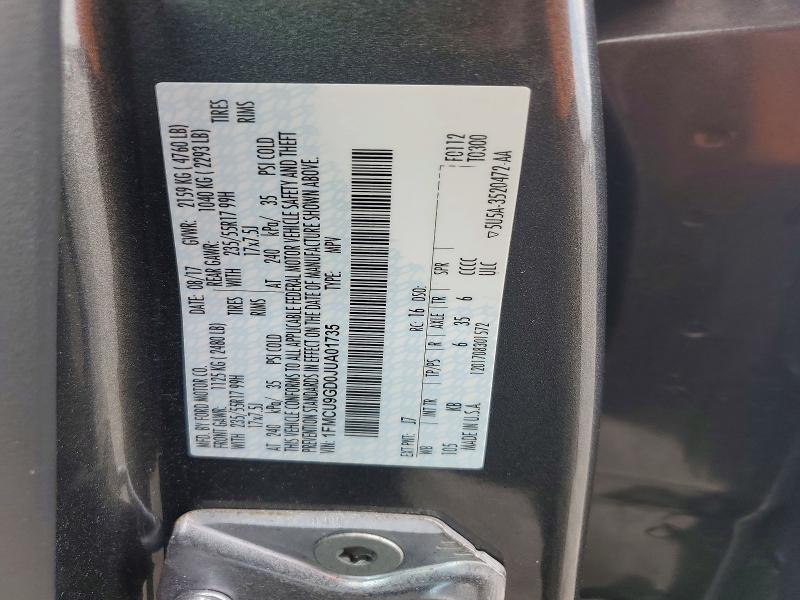 MFD. BY FORD MOTOR CO.
DATE: 08/17 GVWR: 2159 KG ( 4760 LB)
FRONT GAWR: 1125 KG ( 2480 LB) REAR GAWR: 1040 KG ( 2293 LB)
WITH 235/55R17 99H TIRES WITH 235/55R17 99H TIRES
17x7.5J RIMS 17x7.5J RIMS
AT 240 kPa/ 35 PSI COLD AT 240 kPa/ 35 PSI COLD
THIS VEHICLE CONFORMS TO ALL APPLICABLE FEDERAL MOTOR VEHICLE SAFETY AND THEFT
PREVENTION STANDARDS IN EFFECT ON THE DATE OF MANUFACTURE SHOWN ABOVE.
VIN: 1FMCU9GD0JUA01735 TYPE: MPV
F0112
T0300
EXT PNT: J7 RC: 16 DSO:
WB INT TR TP/PS R AXLE TR SPR
105 KB 6 35 6 CCCC
MADE IN U.S.A 1201708301572 ULC
▽5U5A-3520472-AA